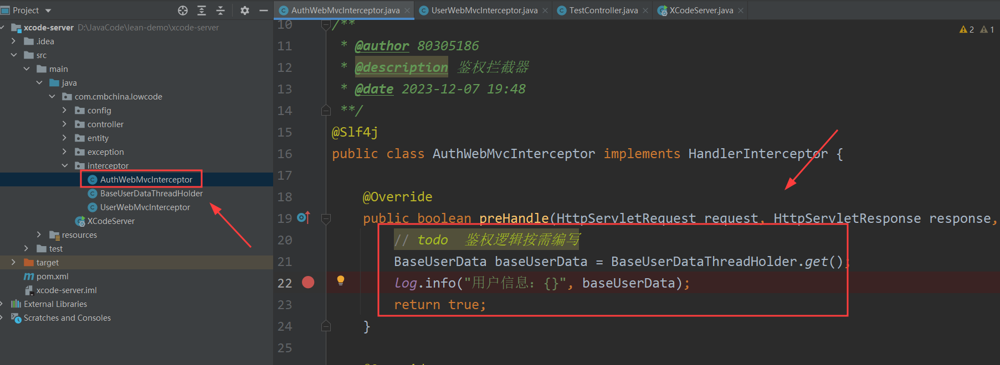 Project
xcode-server D:\JavaCode\lean-demo\xcode-server
.idea
src
main
java
com.cmbchina.lowcode
config
controller
entity
exception
interceptor
AuthWebMvcInterceptor
BaseUserDataThreadHolder
UserWebMvcInterceptor
XCodeServer
resources
test
target
pom.xml
xcode-server.iml
External Libraries
Scratches and Consoles
AuthWebMvcInterceptor.java UserWebMvcInterceptor.java TestController.java XCodeServer.java
2 1
10 /**
11 * @author 80305186
12 * @description 鉴权拦截器
13 * @date 2023-12-07 19:48
14 **/
15 @Slf4j
16 public class AuthWebMvcInterceptor implements HandlerInterceptor {
17
18 @Override
19 public boolean preHandle(HttpServletRequest request, HttpServletResponse response,
20 // todo 鉴权逻辑按需编写
21 BaseUserData baseUserData = BaseUserDataThreadHolder.get();
22 log.info("用户信息: {}", baseUserData);
23 return true;
24 }
25